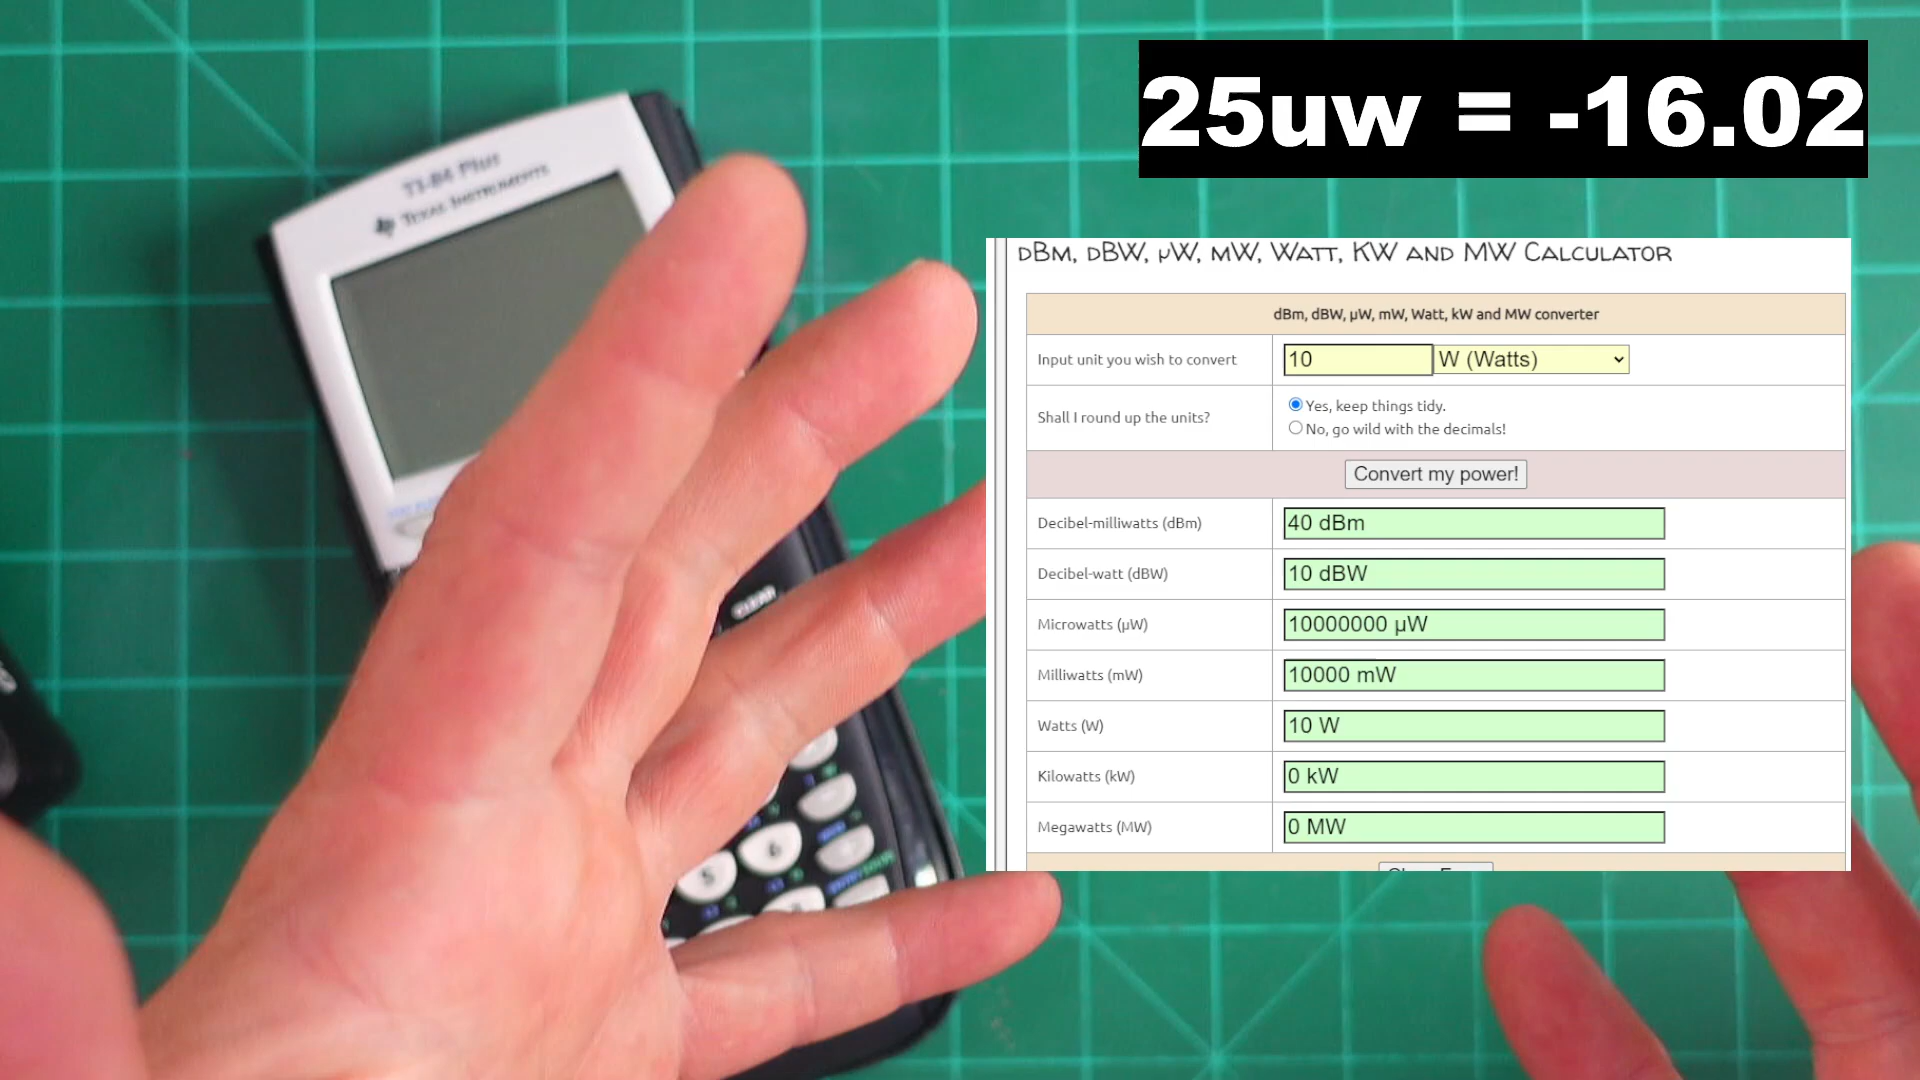 25uw = -16.02
TI-84 Plus
TEXAS INSTRUMENTS
dBm, dBW, µW, mW, Watt, KW and MW Calculator
dBm, dBW, µW, mW, Watt, kW and MW converter
Input unit you wish to convert
10
W (Watts)
Shall I round up the units?
Yes, keep things tidy.
No, go wild with the decimals!
Convert my power!
Decibel-milliwatts (dBm)
40 dBm
Decibel-watt (dBW)
10 dBW
Microwatts (µW)
10000000 µW
Milliwatts (mW)
10000 mW
Watts (W)
10 W
Kilowatts (kW)
0 kW
Megawatts (MW)
0 MW
CLEAR
6
5